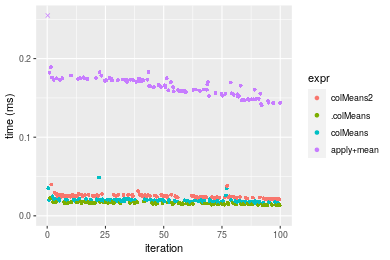 time (ms)
0.2
0.1
0.0
0
25
50
75
100
iteration
expr
colMeans2
.colMeans
colMeans
apply+mean